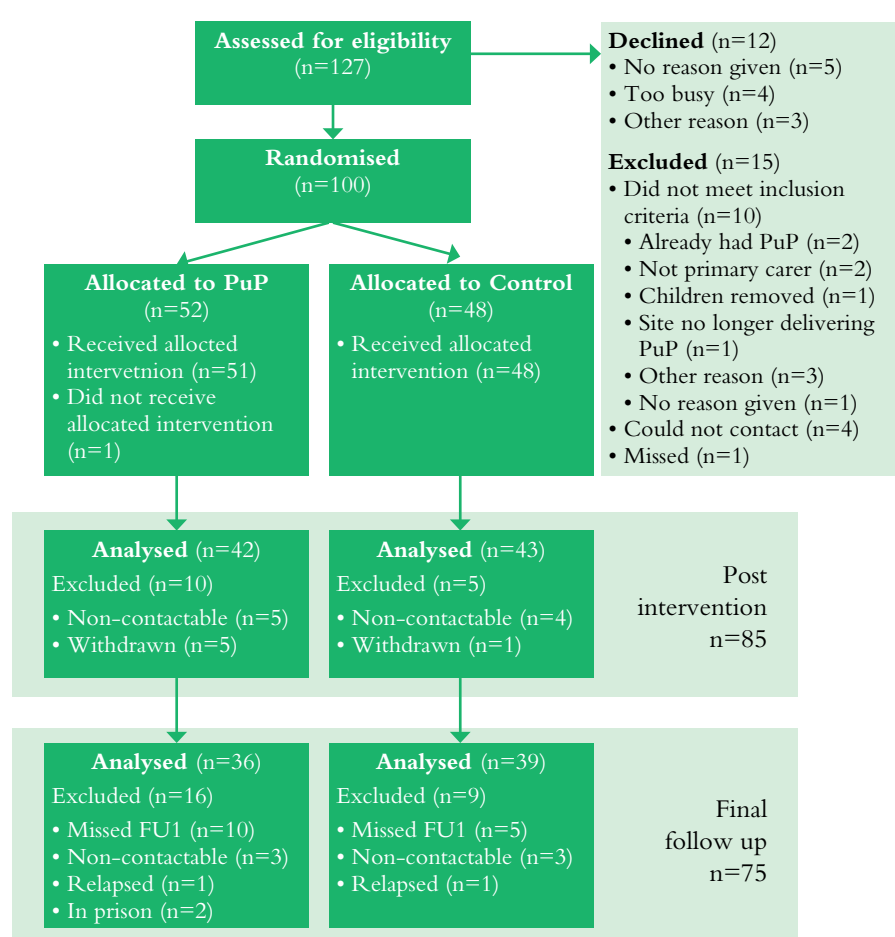 Assessed for eligibility
(n=127)
Declined (n=12)
• No reason given (n=5)
• Too busy (n=4)
• Other reason (n=3)
Excluded (n=15)
• Did not meet inclusion
criteria (n=10)
• Already had PuP (n=2)
• Not primary carer (n=2)
• Children removed (n=1)
• Site no longer delivering
PuP (n=1)
• Other reason (n=3)
• No reason given (n=1)
• Could not contact (n=4)
• Missed (n=1)
Randomised
(n=100)
Allocated to PuP
(n=52)
• Received allocted
intervetnion (n=51)
• Did not receive
allocated intervention
(n=1)
Allocated to Control
(n=48)
• Received allocated
intervention (n=48)
Analysed (n=42)
Excluded (n=10)
• Non-contactable (n=5)
• Withdrawn (n=5)
Analysed (n=43)
Excluded (n=5)
• Non-contactable (n=4)
• Withdrawn (n=1)
Post
intervention
n=85
Analysed (n=36)
Excluded (n=16)
• Missed FU1 (n=10)
• Non-contactable (n=3)
• Relapsed (n=1)
• In prison (n=2)
Analysed (n=39)
Excluded (n=9)
• Missed FU1 (n=5)
• Non-contactable (n=3)
• Relapsed (n=1)
Final
follow up
n=75